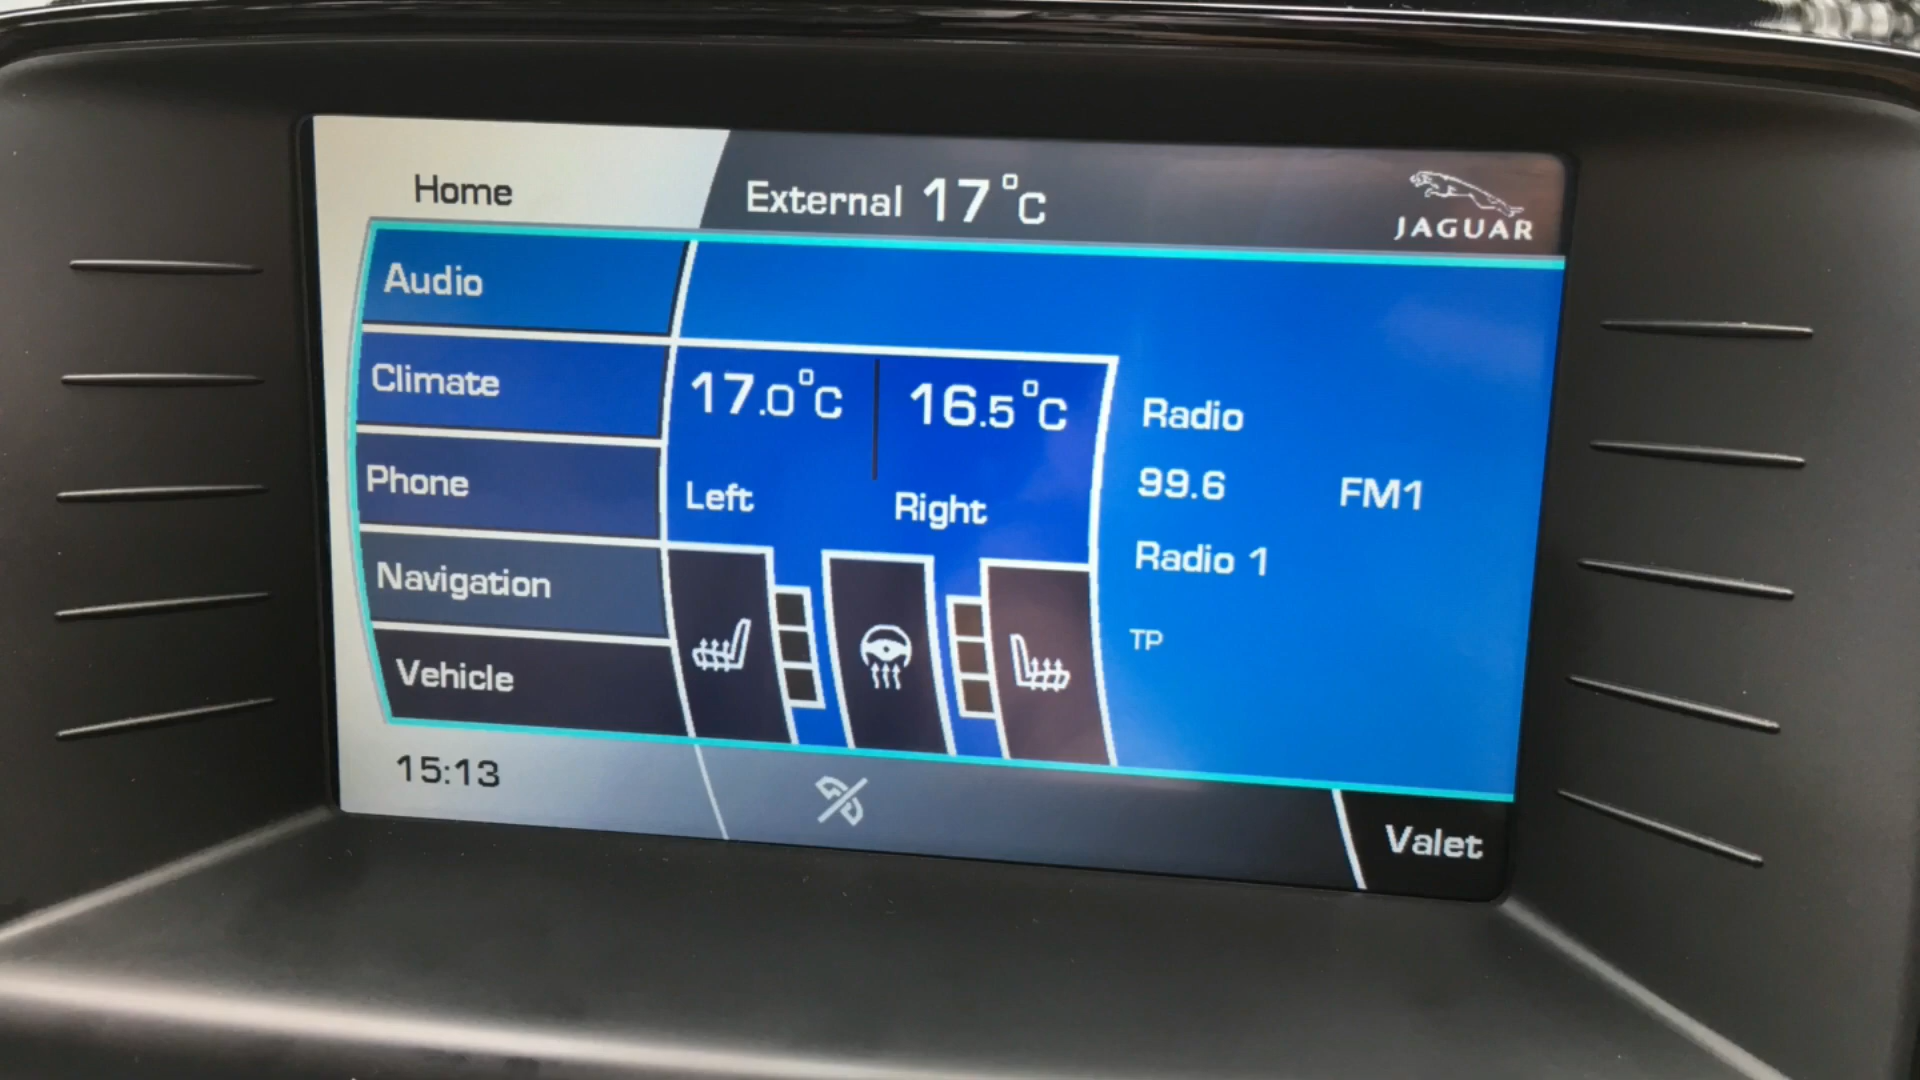 Home
External 17°C
JAGUAR
Audio
Climate
17.0°C
16.5°C
Radio
Phone
Left
Right
99.6
FM1
Navigation
Radio 1
TP
Vehicle
15:13
Valet